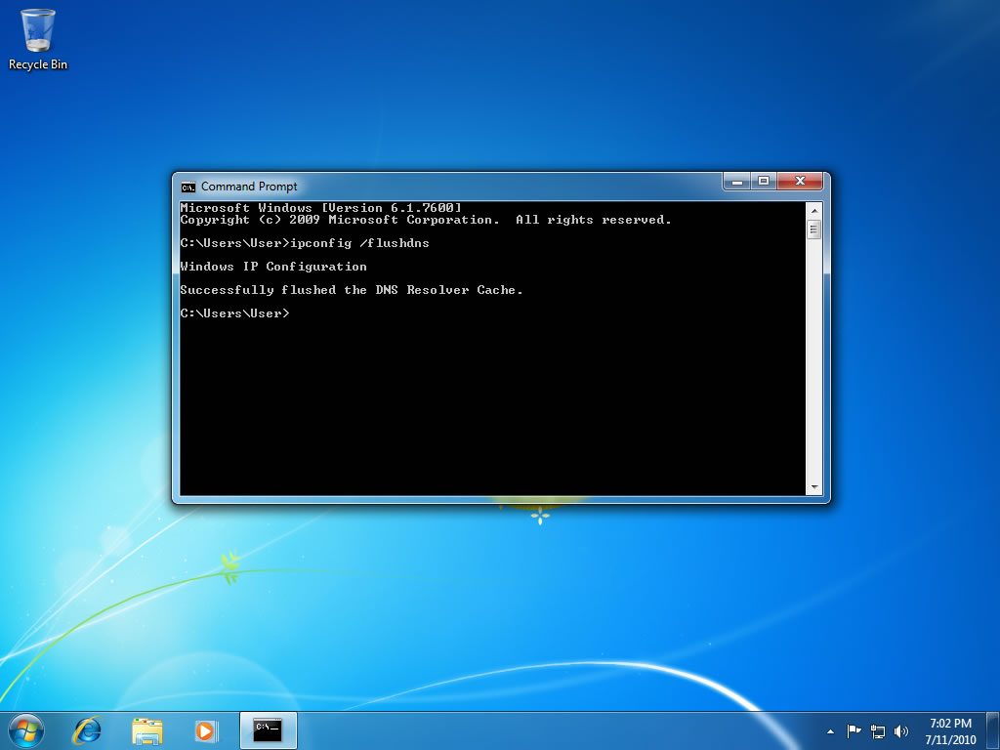 Recycle Bin
Command Prompt
Microsoft Windows [Version 6.1.7600]
Copyright (c) 2009 Microsoft Corporation.  All rights reserved.
C:\Users\User>ipconfig /flushdns
Windows IP Configuration
Successfully flushed the DNS Resolver Cache.
C:\Users\User>
7:02 PM
7/11/2010